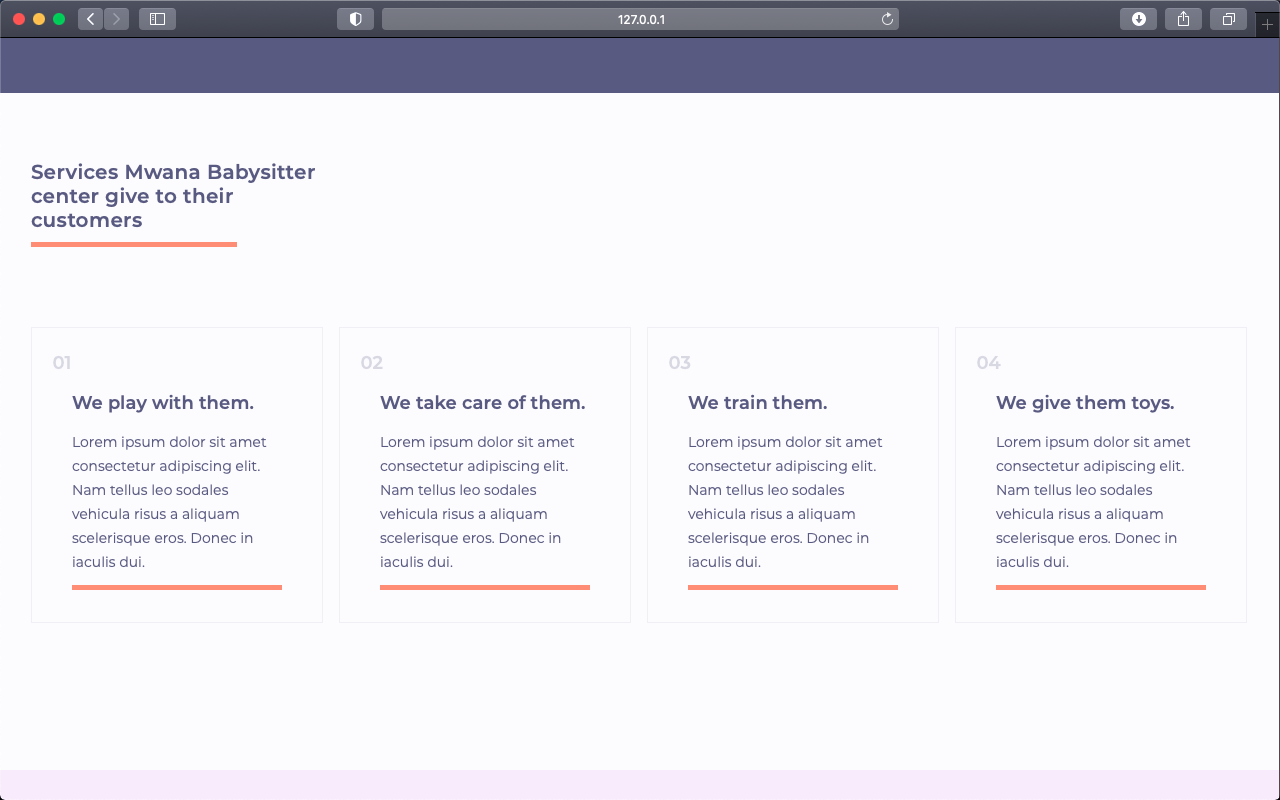 127.0.0.1
Services Mwana Babysitter
center give to their
customers
01
We play with them.
Lorem ipsum dolor sit amet
consectetur adipiscing elit.
Nam tellus leo sodales
vehicula risus a aliquam
scelerisque eros. Donec in
iaculis dui.
02
We take care of them.
Lorem ipsum dolor sit amet
consectetur adipiscing elit.
Nam tellus leo sodales
vehicula risus a aliquam
scelerisque eros. Donec in
iaculis dui.
03
We train them.
Lorem ipsum dolor sit amet
consectetur adipiscing elit.
Nam tellus leo sodales
vehicula risus a aliquam
scelerisque eros. Donec in
iaculis dui.
04
We give them toys.
Lorem ipsum dolor sit amet
consectetur adipiscing elit.
Nam tellus leo sodales
vehicula risus a aliquam
scelerisque eros. Donec in
iaculis dui.